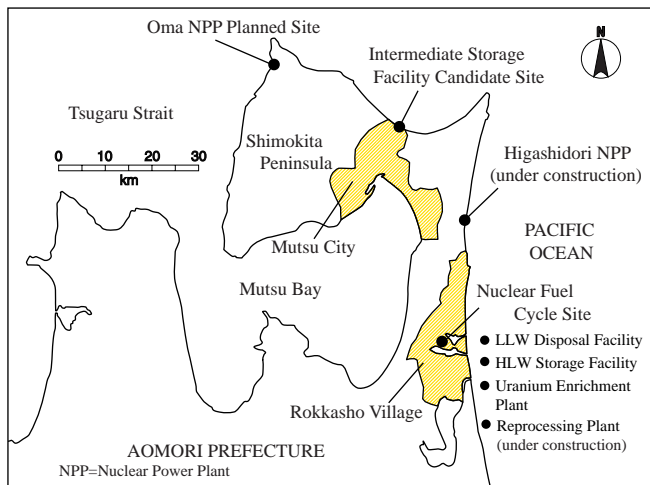 Oma NPP Planned Site
Intermediate Storage
Facility Candidate Site
N
Tsugaru Strait
Shimokita
Peninsula
0 10 20 30
km
Higashidori NPP
(under construction)
Mutsu City
PACIFIC
OCEAN
Mutsu Bay
Nuclear Fuel
Cycle Site
LLW Disposal Facility
HLW Storage Facility
Uranium Enrichment
Plant
Rokkasho Village
Reprocessing Plant
(under construction)
AOMORI PREFECTURE
NPP=Nuclear Power Plant